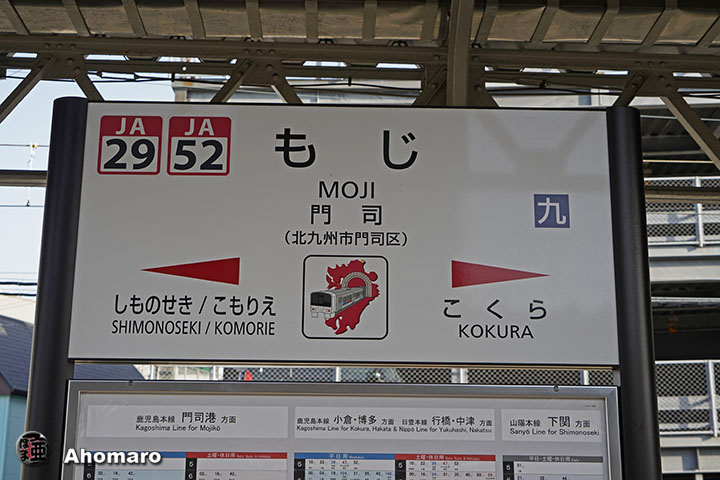 JA 29
JA 52
もじ
MOJI
門司
(北九州市門司区)
九
しものせき / こもりえ
SHIMONOSEKI / KOMORIE
こくら
KOKURA
鹿児島本線 門司港 方面
Kagoshima Line for Mojikō
鹿児島本線 小倉・博多 方面 日豊本線 行橋・中津 方面
Kagoshima Line for Kokura, Hakata & Nippō Line for Yukuhashi, Nakatsu
山陽本線 下関 方面
Sanyō Line for Shimonoseki
Ahomaro